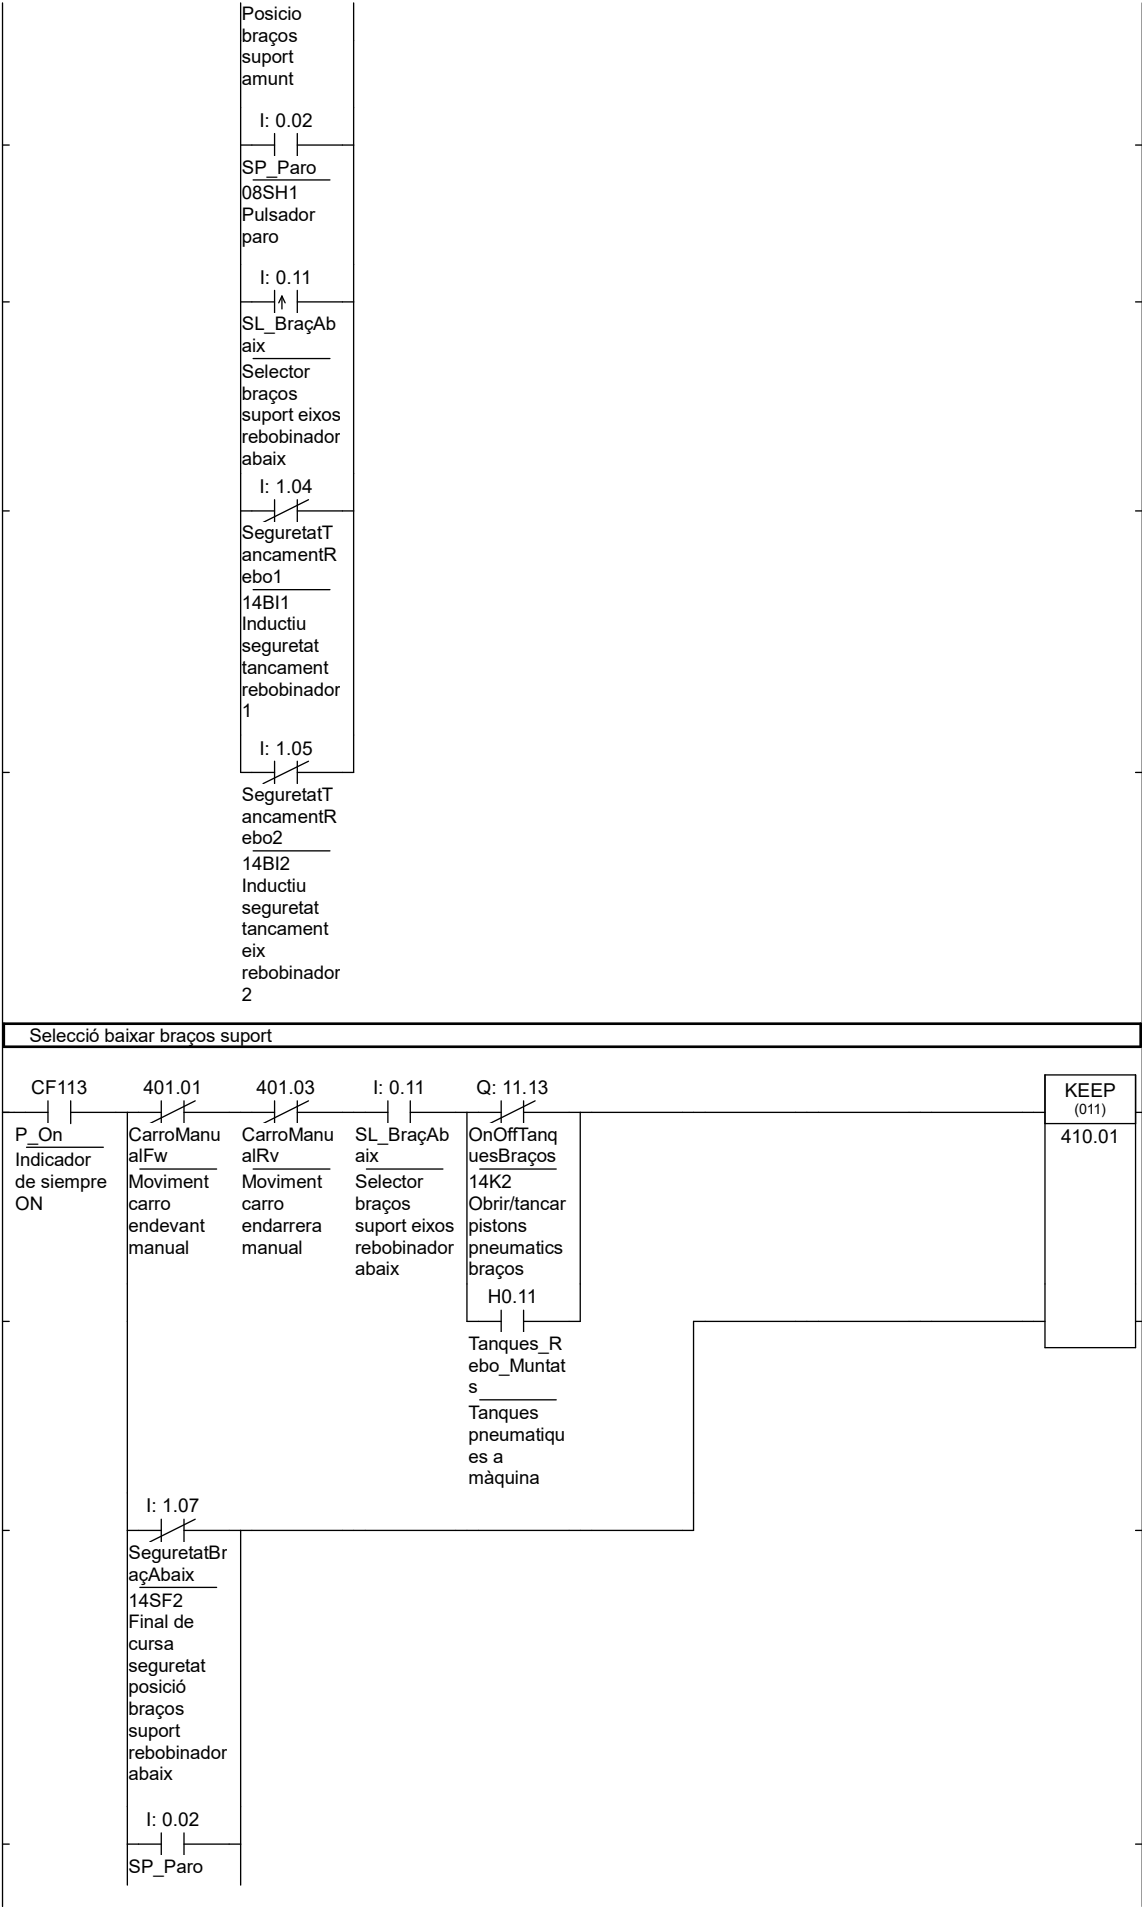 Posicio
braços
suport
amunt
I: 0.02
SP_Paro
08SH1
Pulsador
paro
I: 0.11
SL_BraçAb
aix
Selector
braços
suport eixos
rebobinador
abaix
I: 1.04
SeguretatT
ancamentR
ebo1
14BI1
Inductiu
seguretat
tancament
rebobinador
1
I: 1.05
SeguretatT
ancamentR
ebo2
14BI2
Inductiu
seguretat
tancament
eix
rebobinador
2
Selecció baixar braços suport
CF113
P_On
Indicador
de siempre
ON
401.01
CarroManu
alFw
Moviment
carro
endevant
manual
401.03
CarroManu
alRv
Moviment
carro
endarrera
manual
I: 0.11
SL_BraçAb
aix
Selector
braços
suport eixos
rebobinador
abaix
Q: 11.13
OnOffTanq
uesBraços
14K2
Obrir/tancar
pistons
pneumatics
braços
KEEP
(011)
410.01
H0.11
Tanques_R
ebo_Muntat
s
Tanques
pneumatiqu
es a
màquina
I: 1.07
SeguretatBr
açAbaix
14SF2
Final de
cursa
seguretat
posició
braços
suport
rebobinador
abaix
I: 0.02
SP_Paro